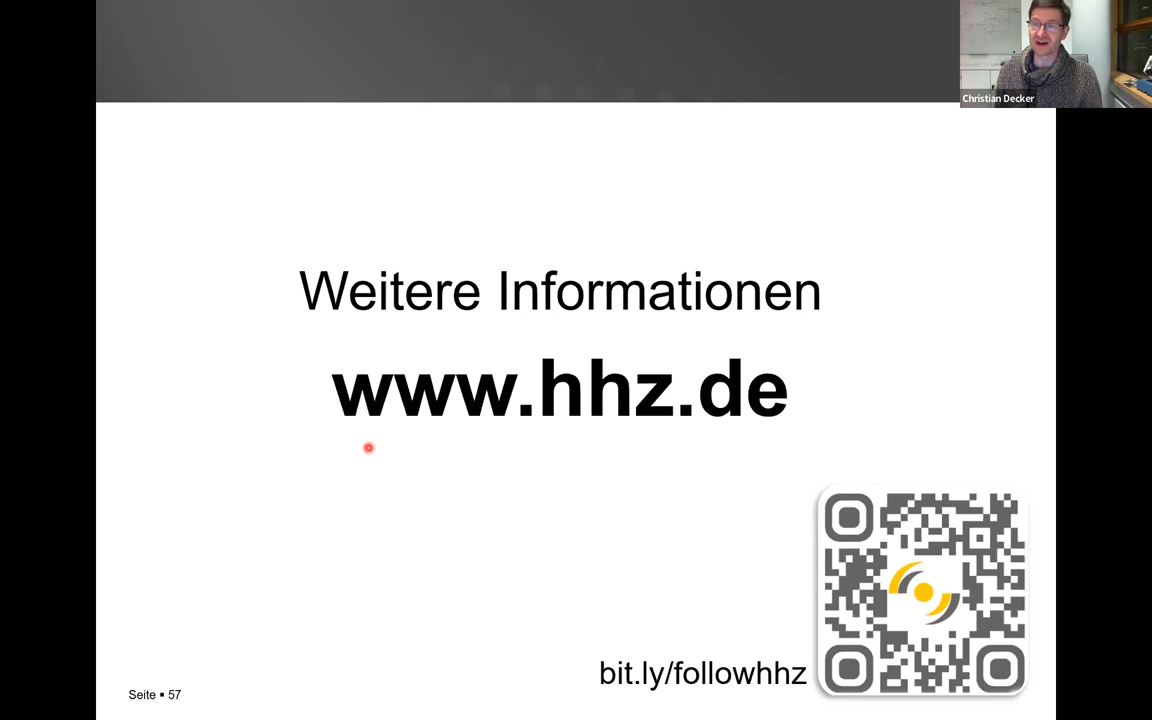 Christian Decker
Weitere Informationen
www.hhz.de
bit.ly/followhhz
Seite ▪ 57